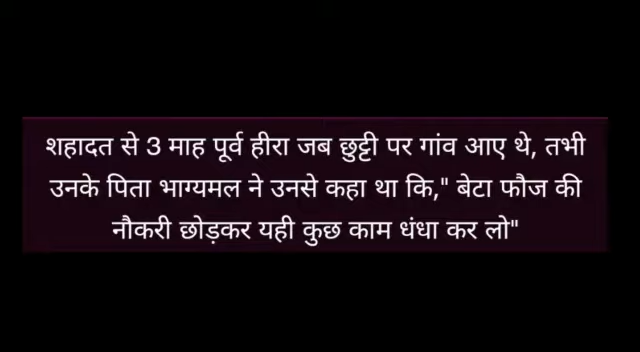 शहादत से 3 माह पूर्व हीरा जब छुट्टी पर गांव आए थे, तभी
उनके पिता भाग्यमल ने उनसे कहा था कि," बेटा फौज की
नौकरी छोड़कर यही कुछ काम धंधा कर लो"